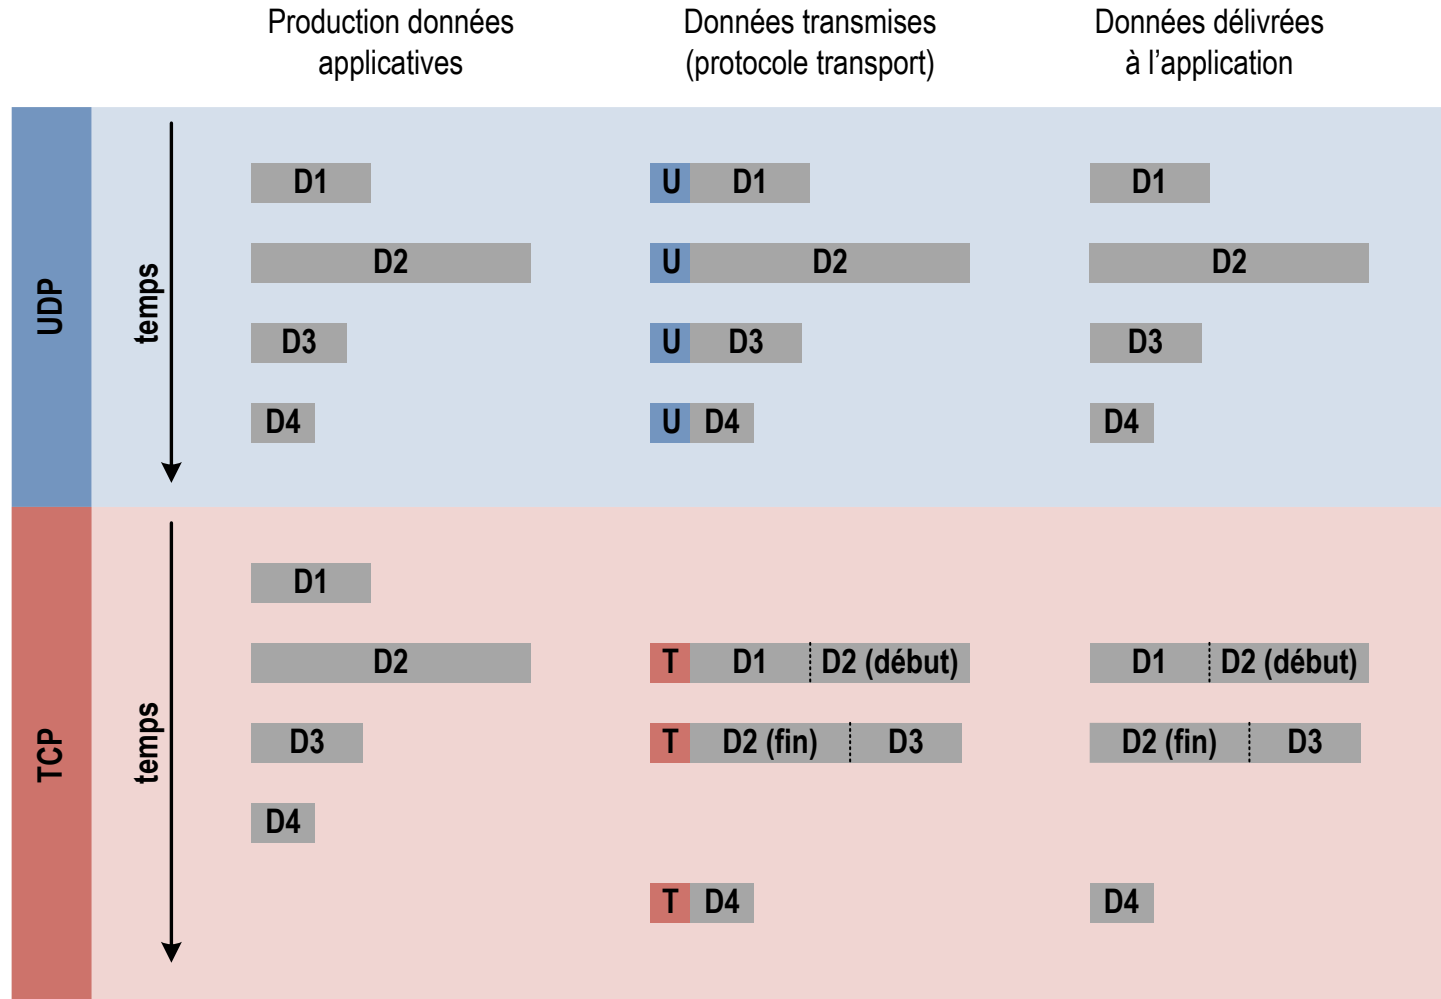 Production données
applicatives
Données transmises
(protocole transport)
Données délivrées
à l’application
UDP
temps
D1
U D1
D1
D2
U D2
D2
D3
U D3
D3
D4
U D4
D4
TCP
temps
D1
D2
T D1 D2 (début)
D1 D2 (début)
D3
T D2 (fin) D3
D2 (fin) D3
D4
T D4
D4